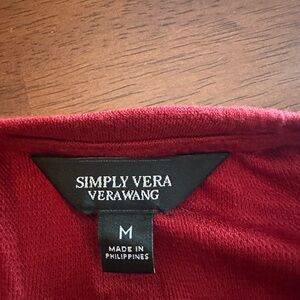 SIMPLY VERA
VERAWANG
M
MADE IN
PHILIPPINES